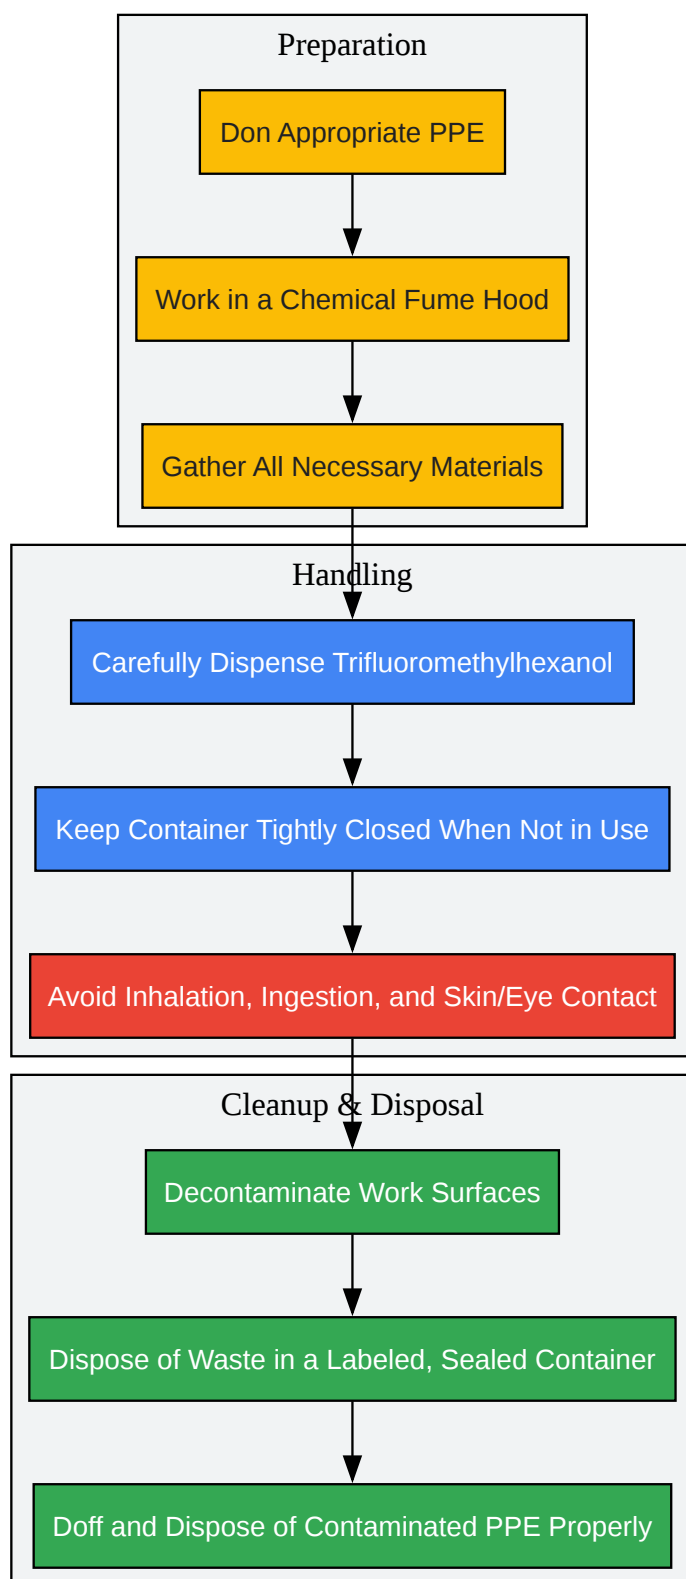 Preparation
Don Appropriate PPE
Work in a Chemical Fume Hood
Gather All Necessary Materials
Handling
Carefully Dispense Trifluoromethylhexanol
Keep Container Tightly Closed When Not in Use
Avoid Inhalation, Ingestion, and Skin/Eye Contact
Cleanup & Disposal
Decontaminate Work Surfaces
Dispose of Waste in a Labeled, Sealed Container
Doff and Dispose of Contaminated PPE Properly